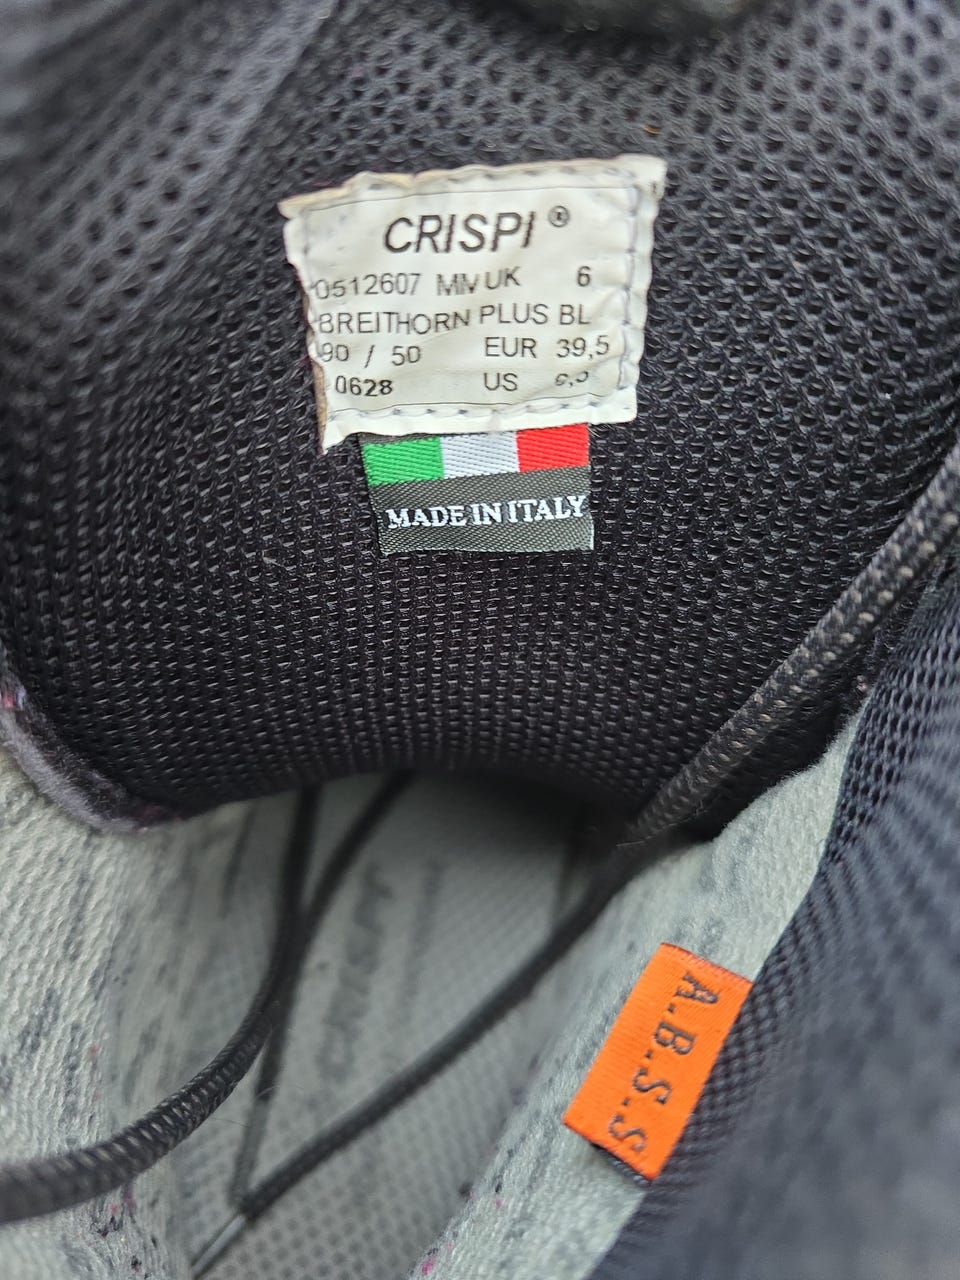 CRISPI ®
0512607 MM UK 6
BREITHORN PLUS BL
90 / 50 EUR 39,5
0628 US
MADE IN ITALY
A.B.S.S